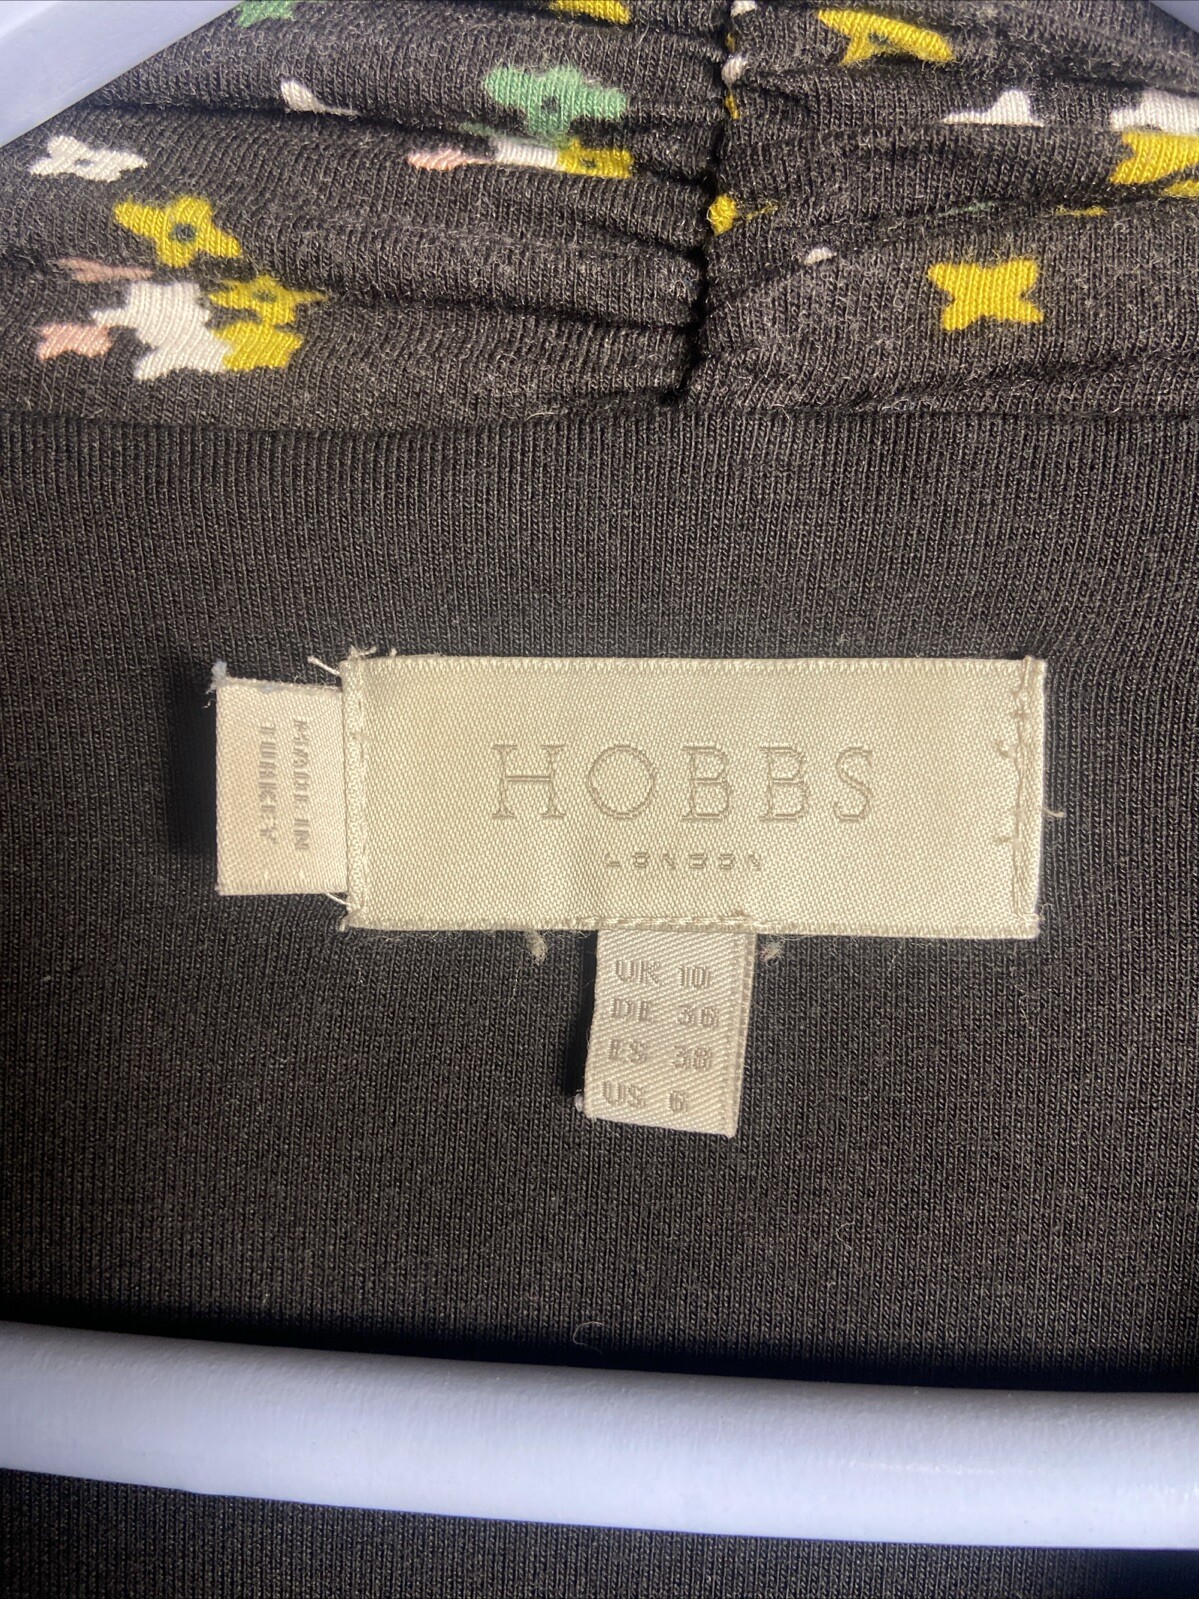 HOBBS
LONDON
MADE IN
TURKEY
UK 10
DE 36
ES 38
US 6